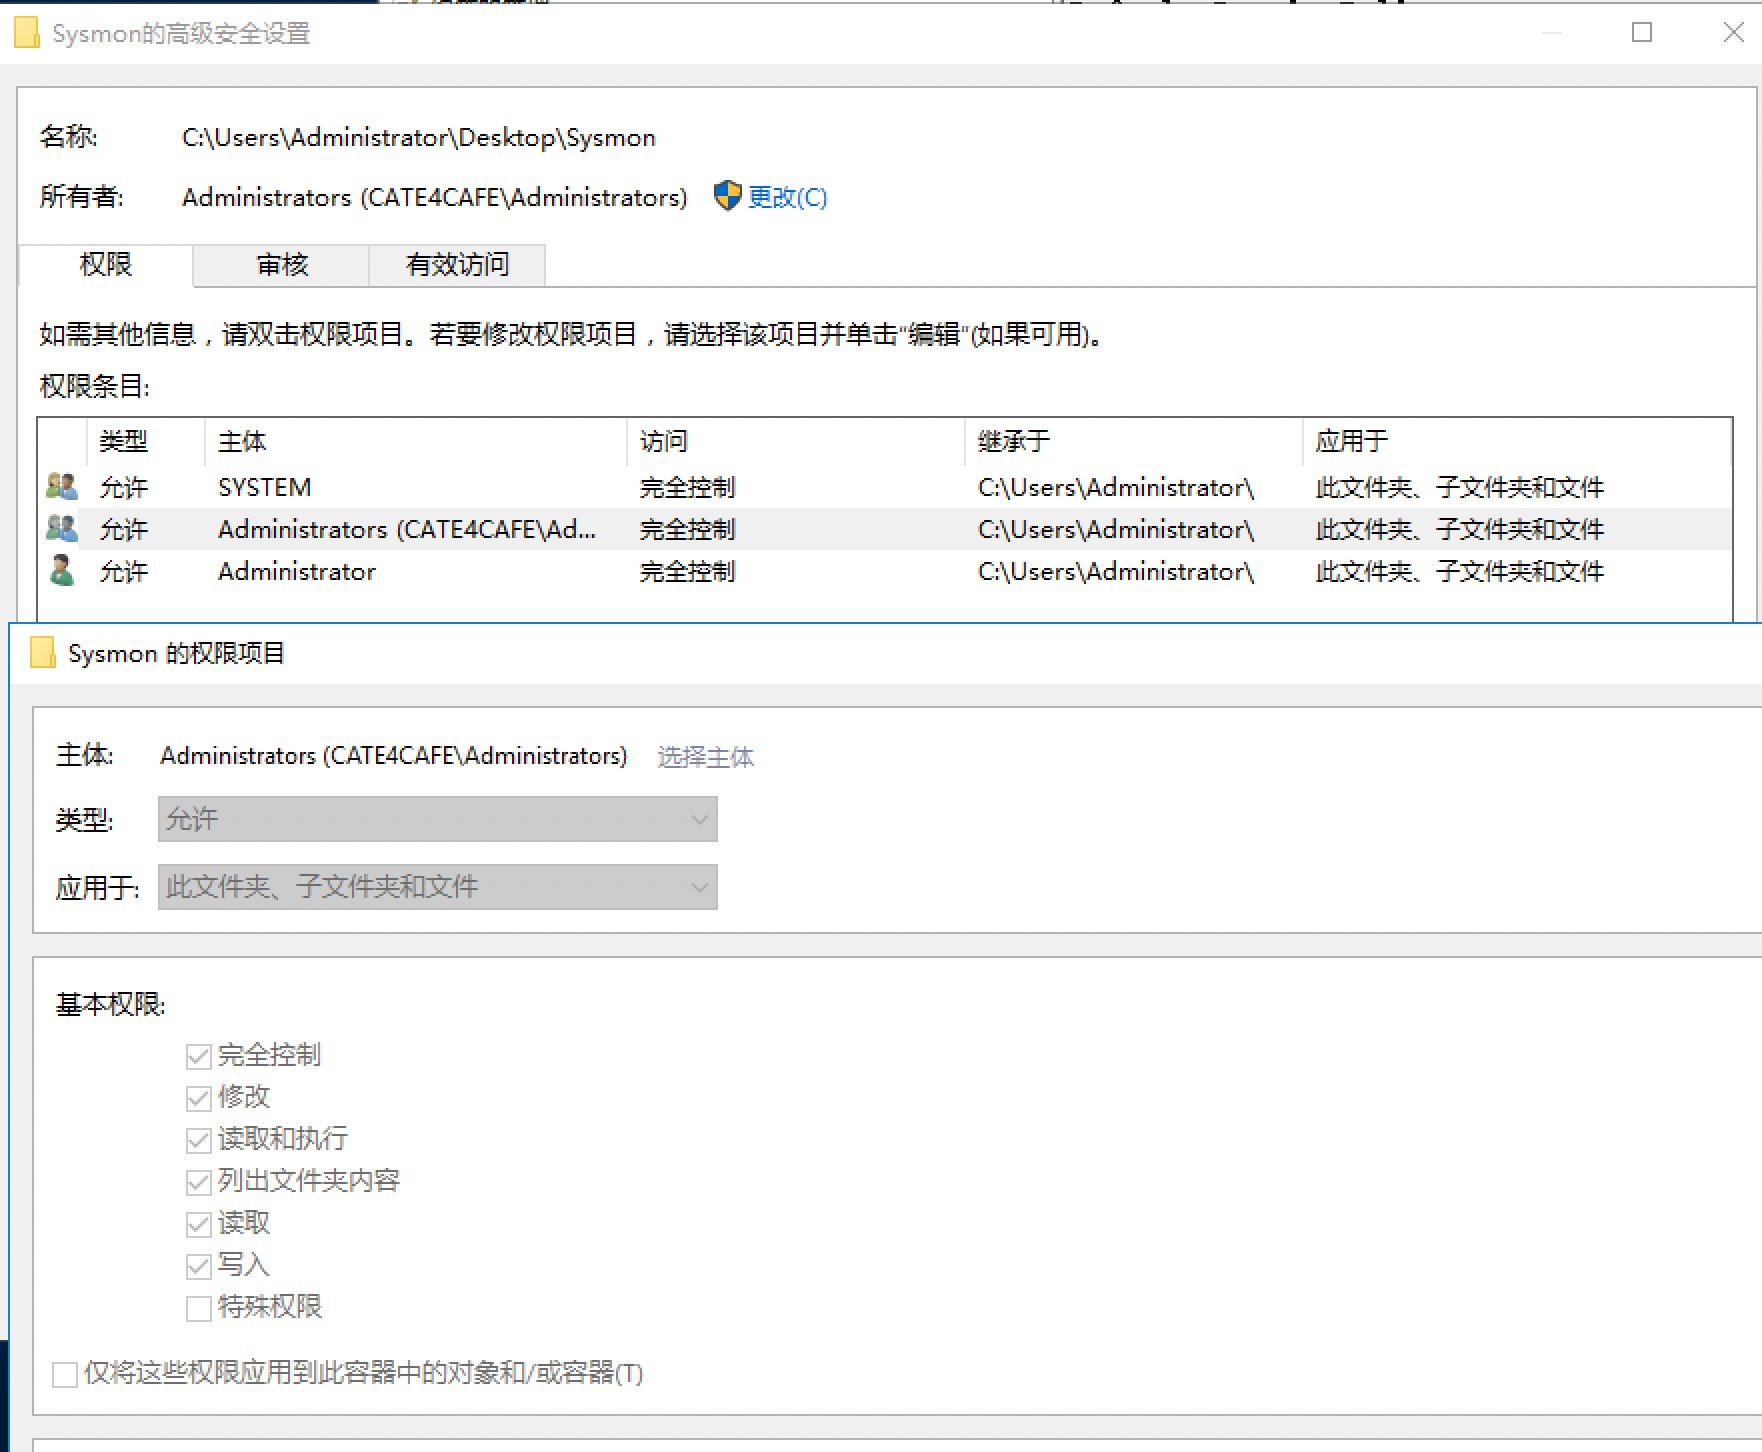 Sysmon的高级安全设置
名称: C:\Users\Administrator\Desktop\Sysmon
所有者: Administrators (CATE4CAFE\Administrators) 更改(C)
权限 审核 有效访问
如需其他信息，请双击权限项目。若要修改权限项目，请选择该项目并单击“编辑”(如果可用)。
权限条目:
类型 主体 访问 继承于 应用于
允许 SYSTEM 完全控制 C:\Users\Administrator\ 此文件夹、子文件夹和文件
允许 Administrators (CATE4CAFE\Ad... 完全控制 C:\Users\Administrator\ 此文件夹、子文件夹和文件
允许 Administrator 完全控制 C:\Users\Administrator\ 此文件夹、子文件夹和文件
Sysmon 的权限项目
主体: Administrators (CATE4CAFE\Administrators) 选择主体
类型: 允许
应用于: 此文件夹、子文件夹和文件
基本权限:
完全控制
修改
读取和执行
列出文件夹内容
读取
写入
特殊权限
仅将这些权限应用到此容器中的对象和/或容器(T)